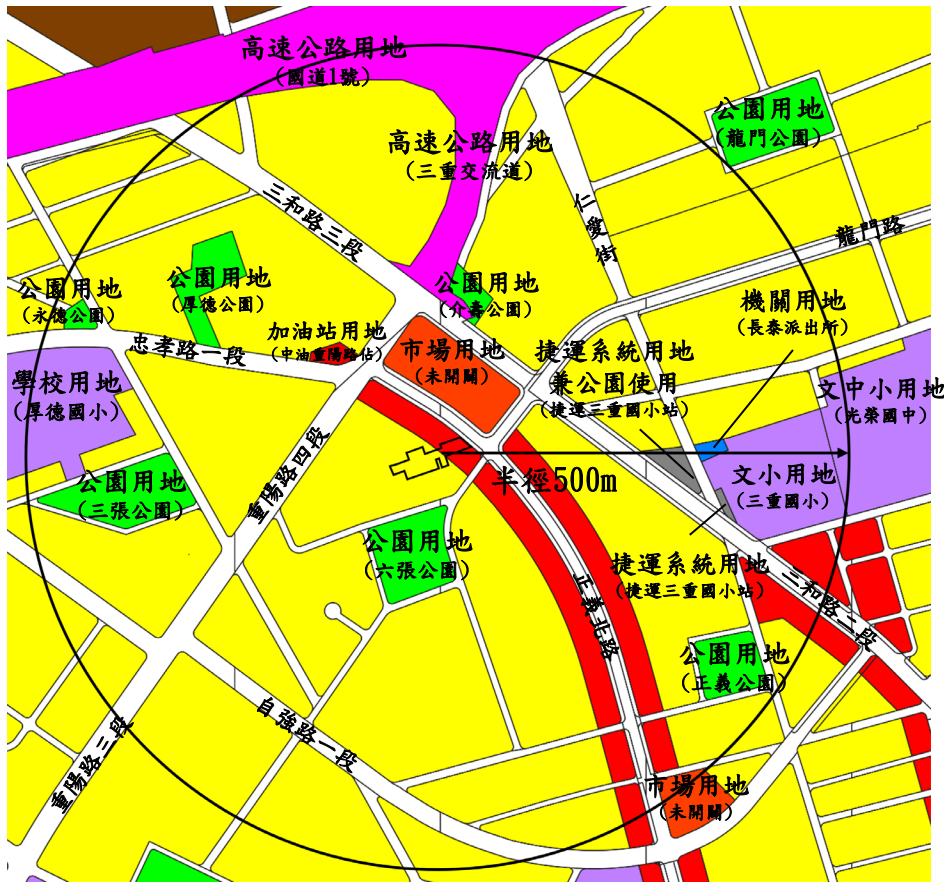 高速公路用地
(國道1號)
公園用地
(龍門公園)
高速公路用地
(三重交流道)
三和路三段
仁愛街
龍門路
公園用地
(厚德公園)
公園用地
(永德公園)
公園用地
(介壽公園)
機關用地
(長泰派出所)
加油站用地
(中油重陽路佔)
忠孝路一段
市場用地
(未開闢)
捷運系統用地
兼公園使用
(捷運三重國小站)
學校用地
(厚德國小)
文中小用地
(光榮國中)
重陽路四段
半徑500m
文小用地
(三重國小)
公園用地
(三張公園)
公園用地
(六張公園)
捷運系統用地
(捷運三重國小站)
三和路二段
正義北路
公園用地
(正義公園)
自強路一段
重陽路三段
市場用地
(未開闢)